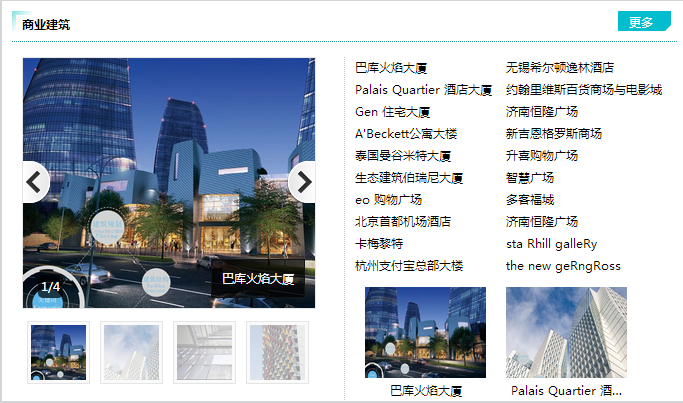 商业建筑
更多
巴库火焰大厦
1/4
巴库火焰大厦 无锡希尔顿逸林酒店
Palais Quartier 酒店大厦 约翰里维斯百货商场与电影城
Gen 住宅大厦 济南恒隆广场
A'Beckett公寓大楼 新吉恩格罗斯商场
泰国曼谷米特大厦 升喜购物广场
生态建筑伯瑞尼大厦 智慧广场
eo 购物广场 多客福城
北京首都机场酒店 济南恒隆广场
卡梅黎特 sta Rhill galleRy
杭州支付宝总部大楼 the new geRngRoss
巴库火焰大厦 Palais Quartier 酒...